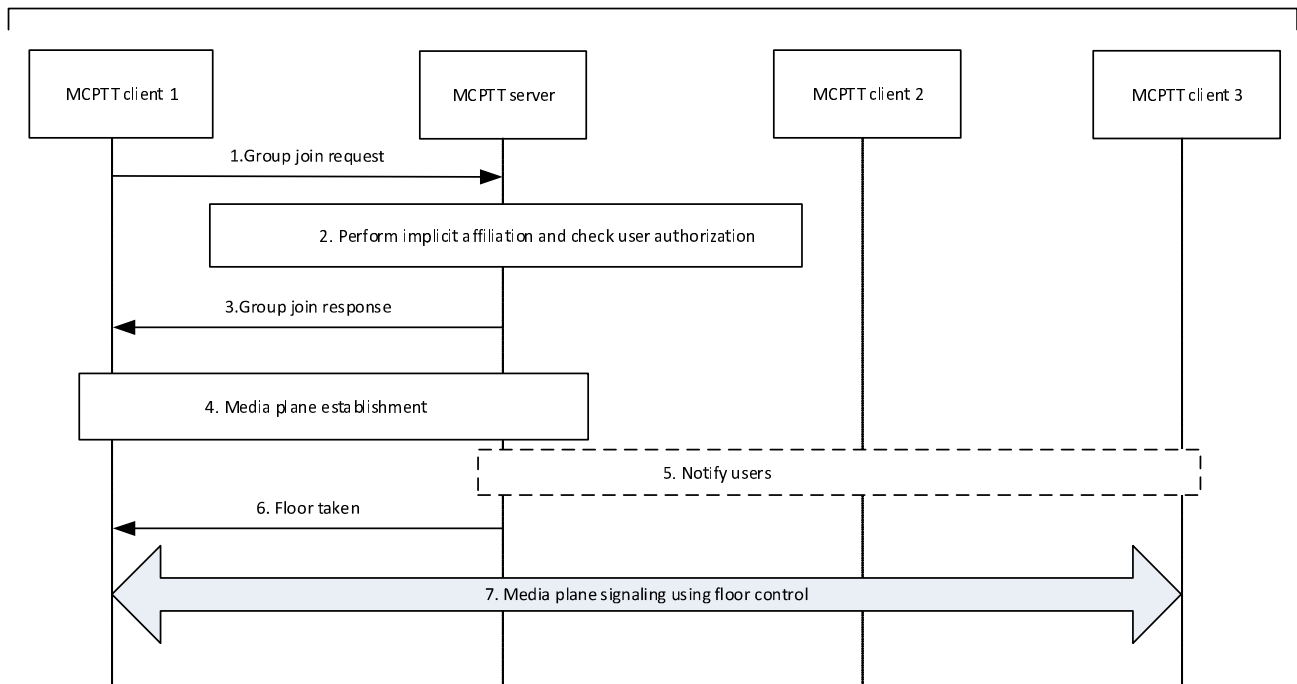 MCPTT client 1
MCPTT server
MCPTT client 2
MCPTT client 3
1.Group join request
2. Perform implicit affiliation and check user authorization
3.Group join response
4. Media plane establishment
5. Notify users
6. Floor taken
7. Media plane signaling using floor control